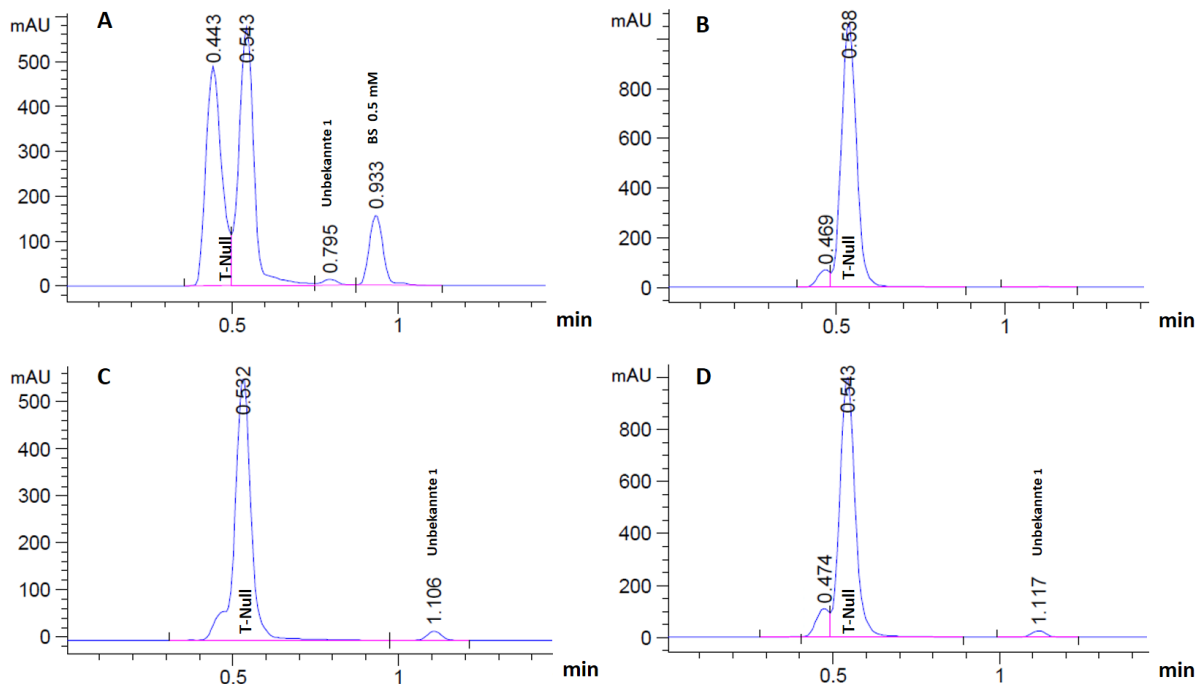 mAU
A
0.443
0.543
500
400
300
200
100
0
T-Null
Unbekannte 1
0.795
BS 0.5 mM
0.933
0.5
1
min
mAU
B
0.538
800
600
400
200
0
0.469
T-Null
0.5
1
min
mAU
C
0.532
500
400
300
200
100
0
T-Null
Unbekannte 1
1.106
0.5
1
min
mAU
D
0.543
800
600
400
200
0
0.474
T-Null
Unbekannte 1
1.117
0.5
1
min